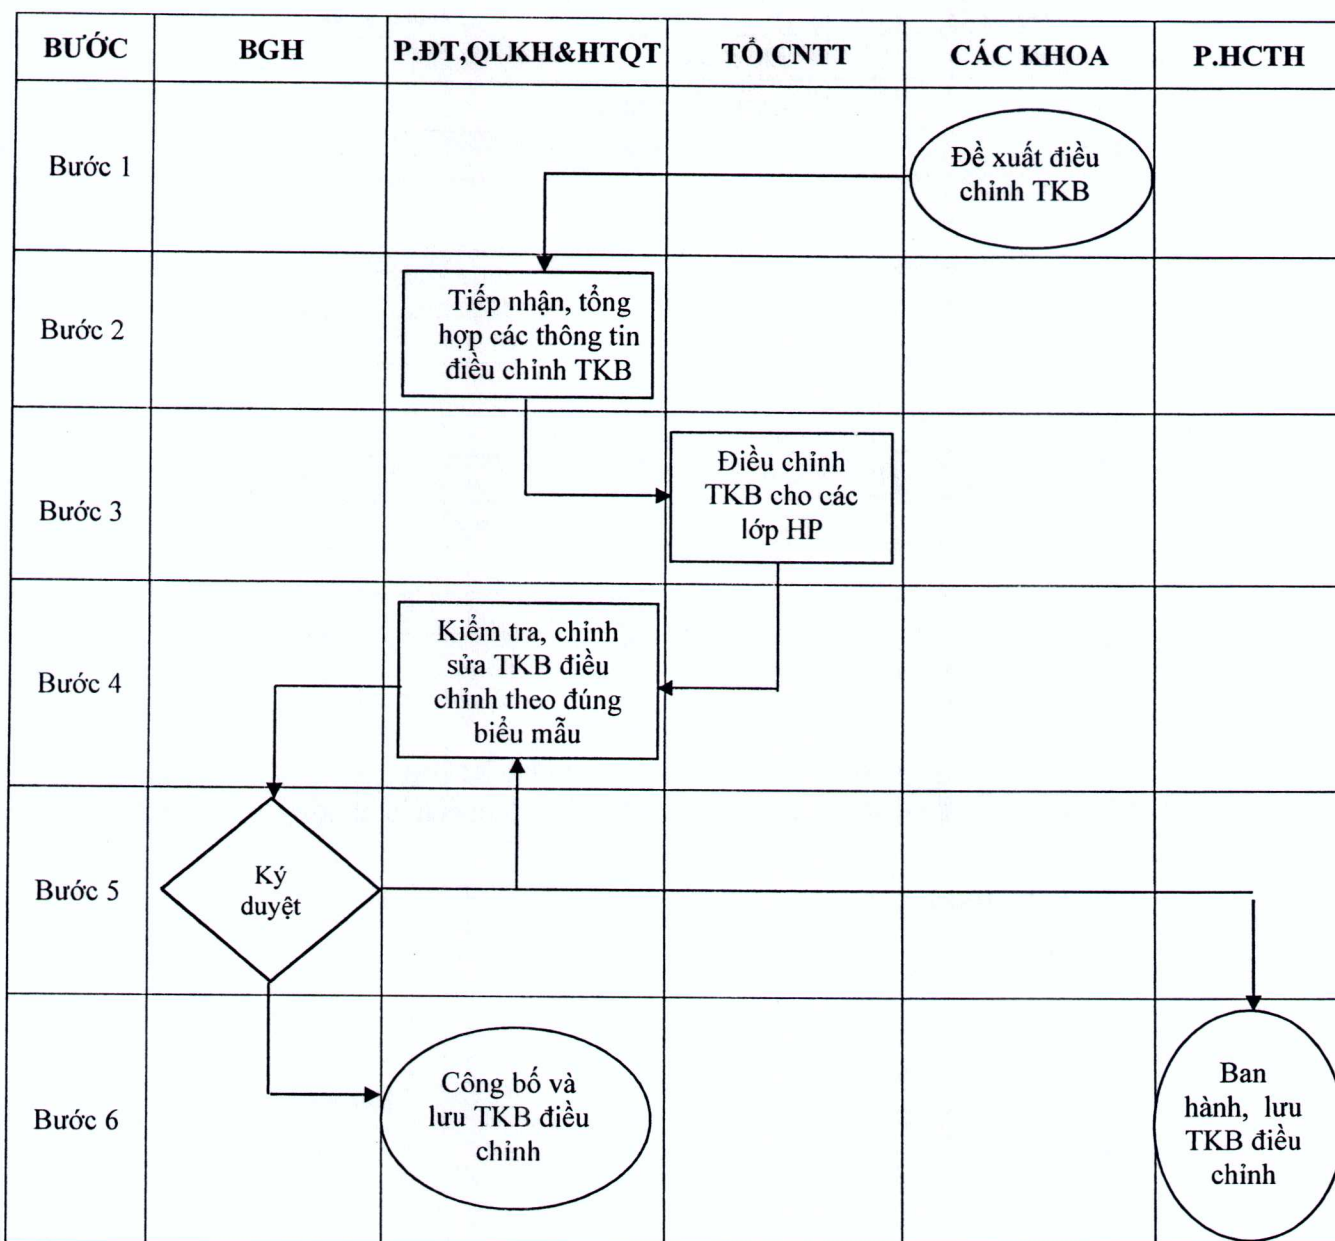 BƯỚC
BGH
P.ĐT,QLKH&HTQT
TỔ CNTT
CÁC KHOA
P.HCTH
Bước 1
Đề xuất điều
chỉnh TKB
Bước 2
Tiếp nhận, tổng
hợp các thông tin
điều chỉnh TKB
Bước 3
Điều chỉnh
TKB cho các
lớp HP
Bước 4
Kiểm tra, chỉnh
sửa TKB điều
chỉnh theo đúng
biểu mẫu
Bước 5
Ký
duyệt
Bước 6
Công bố và
lưu TKB điều
chỉnh
Ban
hành, lưu
TKB điều
chỉnh